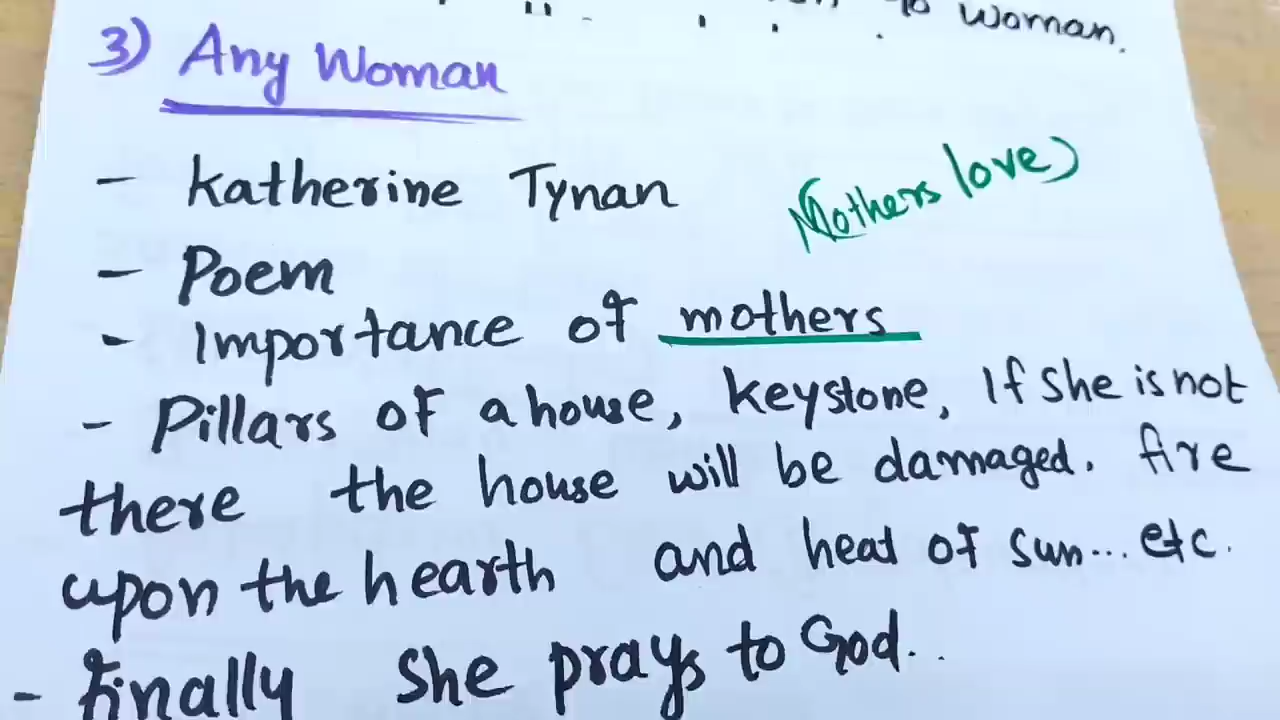 to woman.
3) Any Woman
- Katherine Tynan
(Mothers love)
- Poem
- Importance of mothers
- Pillars of a house, keystone, If she is not
there the house will be damaged. fire
upon the hearth and heat of sun... etc.
- finally she prays to God..